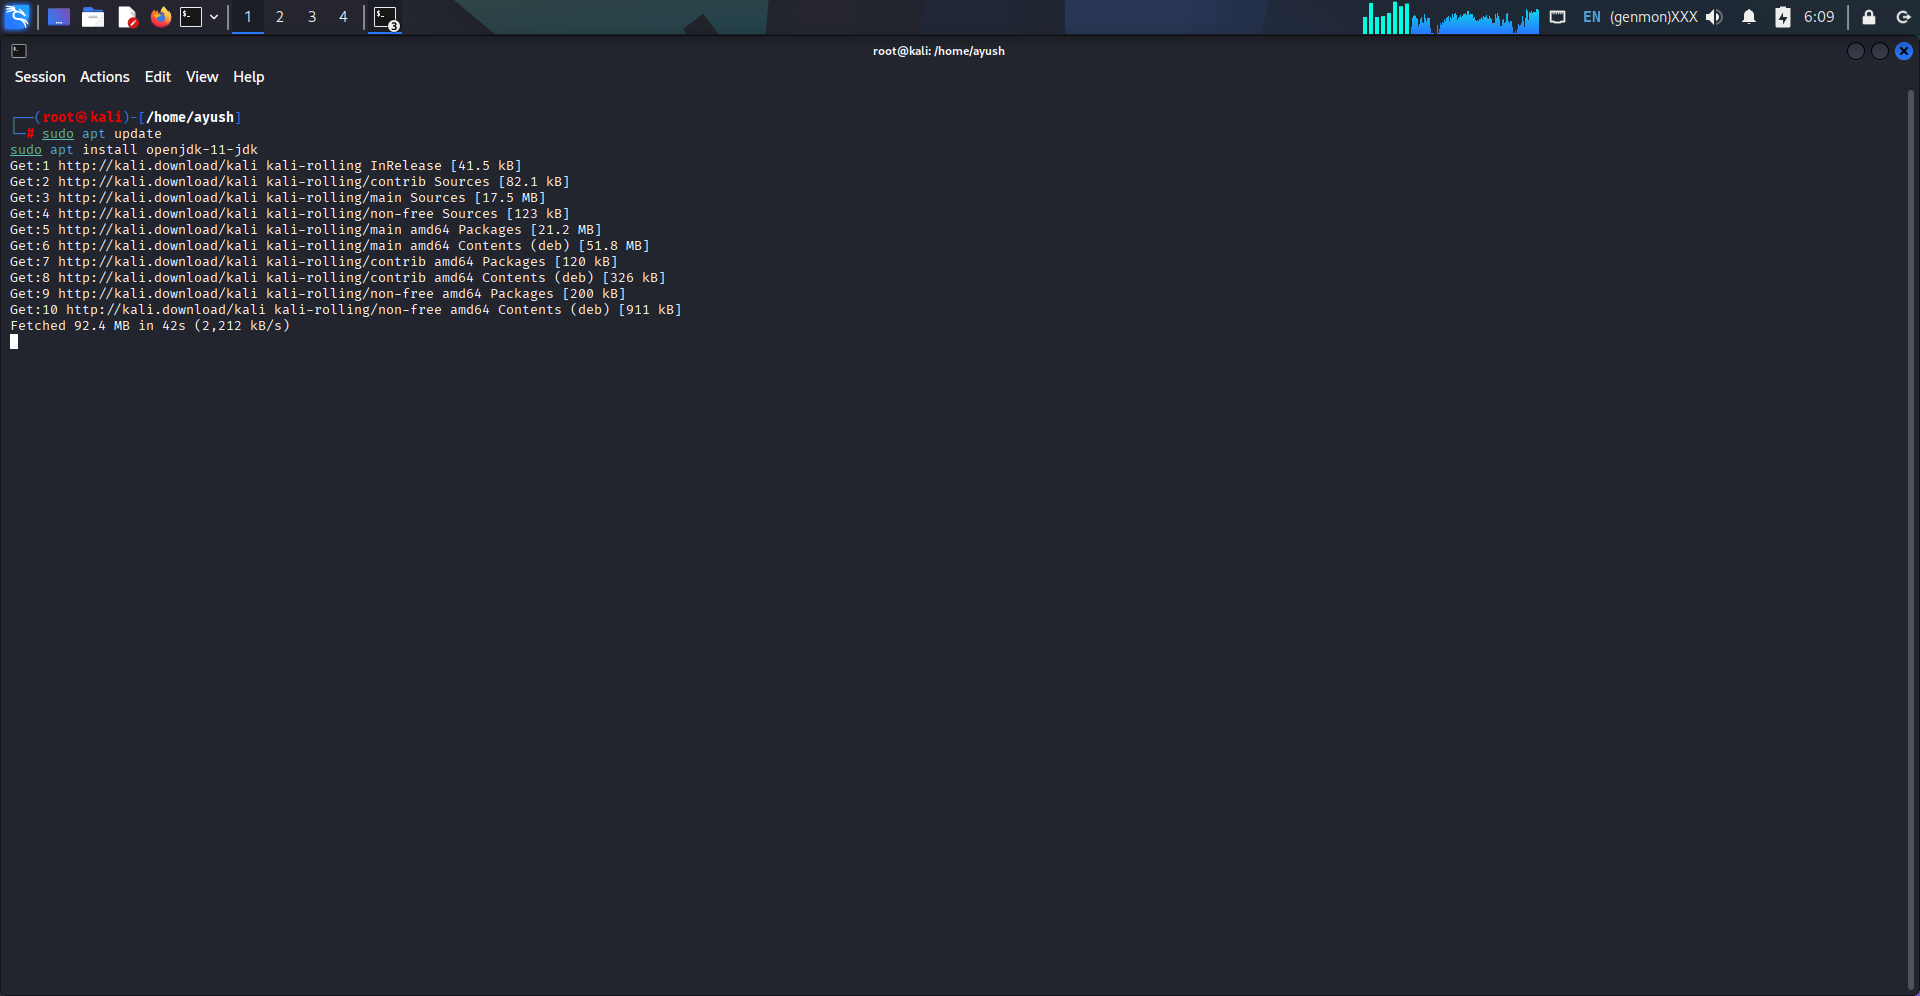 1 2 3 4 3 EN (genmon)XXX 6:09
root@kali: /home/ayush
Session Actions Edit View Help
┌──(root㉿kali)-[/home/ayush]
└─# sudo apt update
sudo apt install openjdk-11-jdk
Get:1 http://kali.download/kali kali-rolling InRelease [41.5 kB]
Get:2 http://kali.download/kali kali-rolling/contrib Sources [82.1 kB]
Get:3 http://kali.download/kali kali-rolling/main Sources [17.5 MB]
Get:4 http://kali.download/kali kali-rolling/non-free Sources [123 kB]
Get:5 http://kali.download/kali kali-rolling/main amd64 Packages [21.2 MB]
Get:6 http://kali.download/kali kali-rolling/main amd64 Contents (deb) [51.8 MB]
Get:7 http://kali.download/kali kali-rolling/contrib amd64 Packages [120 kB]
Get:8 http://kali.download/kali kali-rolling/contrib amd64 Contents (deb) [326 kB]
Get:9 http://kali.download/kali kali-rolling/non-free amd64 Packages [200 kB]
Get:10 http://kali.download/kali kali-rolling/non-free amd64 Contents (deb) [911 kB]
Fetched 92.4 MB in 42s (2,212 kB/s)